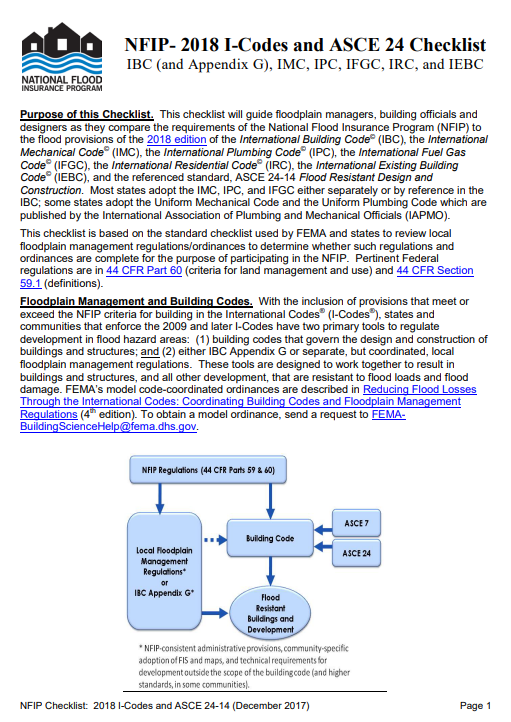 NFIP- 2018 I-Codes and ASCE 24 Checklist
IBC (and Appendix G), IMC, IPC, IFGC, IRC, and IEBC
NATIONAL FLOOD
INSURANCE PROGRAM
Purpose of this Checklist. This checklist will guide floodplain managers, building officials and
designers as they compare the requirements of the National Flood Insurance Program (NFIP) to
the flood provisions of the 2018 edition of the International Building Code© (IBC), the International
Mechanical Code© (IMC), the International Plumbing Code© (IPC), the International Fuel Gas
Code© (IFGC), the International Residential Code© (IRC), the International Existing Building
Code© (IEBC), and the referenced standard, ASCE 24-14 Flood Resistant Design and
Construction. Most states adopt the IMC, IPC, and IFGC either separately or by reference in the
IBC; some states adopt the Uniform Mechanical Code and the Uniform Plumbing Code which are
published by the International Association of Plumbing and Mechanical Officials (IAPMO).
This checklist is based on the standard checklist used by FEMA and states to review local
floodplain management regulations/ordinances to determine whether such regulations and
ordinances are complete for the purpose of participating in the NFIP. Pertinent Federal
regulations are in 44 CFR Part 60 (criteria for land management and use) and 44 CFR Section
59.1 (definitions).
Floodplain Management and Building Codes. With the inclusion of provisions that meet or
exceed the NFIP criteria for building in the International Codes® (I-Codes®), states and
communities that enforce the 2009 and later I-Codes have two primary tools to regulate
development in flood hazard areas: (1) building codes that govern the design and construction of
buildings and structures; and (2) either IBC Appendix G or separate, but coordinated, local
floodplain management regulations. These tools are designed to work together to result in
buildings and structures, and all other development, that are resistant to flood loads and flood
damage. FEMA's model code-coordinated ordinances are described in Reducing Flood Losses
Through the International Codes: Coordinating Building Codes and Floodplain Management
Regulations (4th edition). To obtain a model ordinance, send a request to FEMA-
BuildingScienceHelp@fema.dhs.gov.
NFIP Regulations (44 CFR Parts 59 & 60)
Local Floodplain
Management
Regulations*
or
IBC Appendix G*
Building Code
ASCE 7
ASCE 24
Flood
Resistant
Buildings and
Development
* NFIP-consistent administrative provisions, community-specific
adoption of FIS and maps, and technical requirements for
development outside the scope of the building code (and higher
standards, in some communities).
NFIP Checklist: 2018 I-Codes and ASCE 24-14 (December 2017)
Page 1